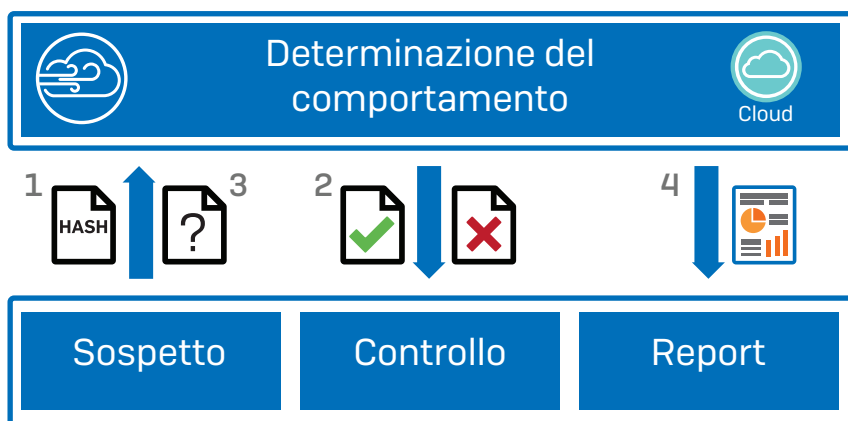 Determinazione del
comportamento
Cloud
1
HASH
?
3
2
4
Sospetto
Controllo
Report